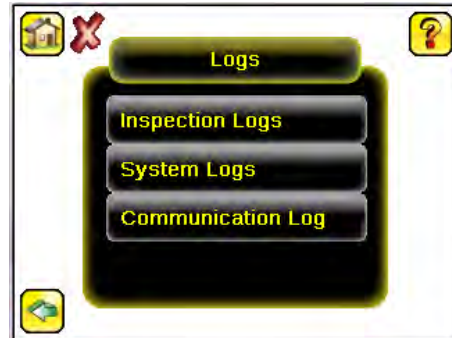 ?
Logs
Inspection Logs
System Logs
Communication Log